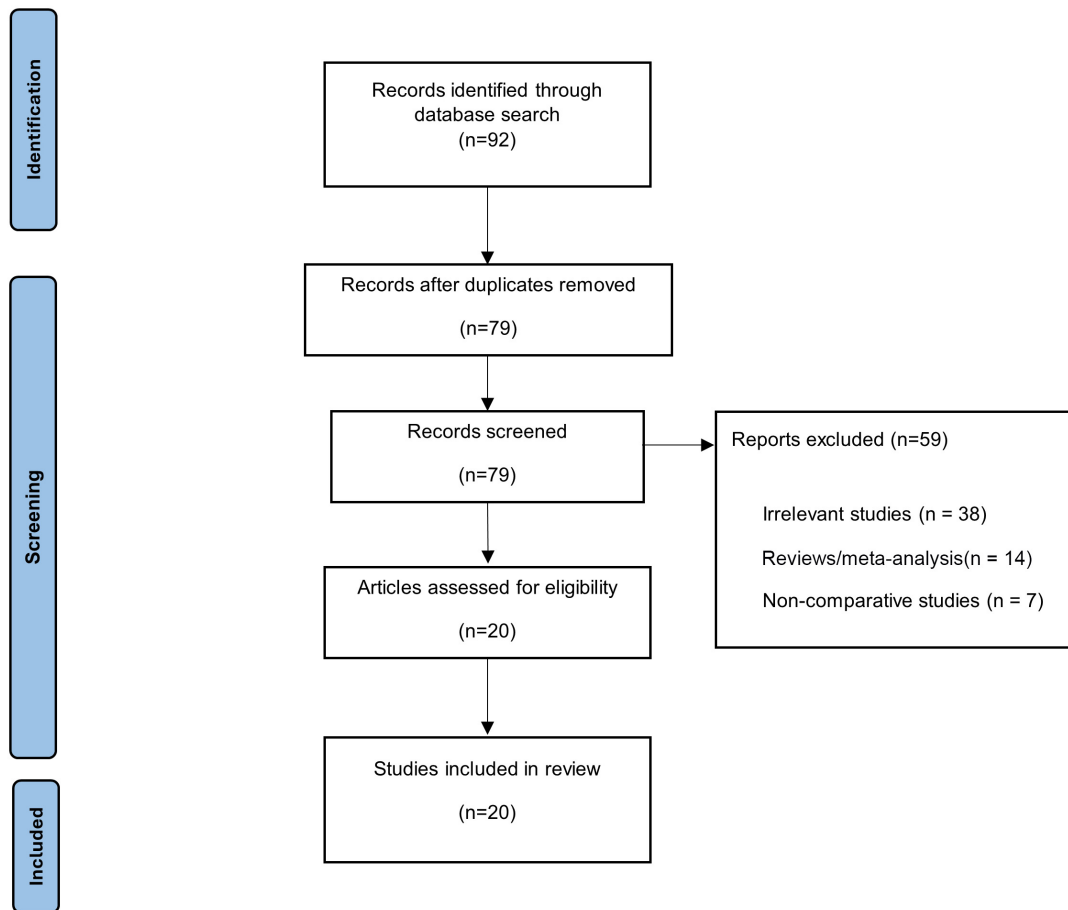 Identification
Records identified through
database search
(n=92)
Screening
Records after duplicates removed
(n=79)
Records screened
(n=79)
Reports excluded (n=59)
Irrelevant studies (n = 38)
Reviews/meta-analysis(n = 14)
Non-comparative studies (n = 7)
Articles assessed for eligibility
(n=20)
Included
Studies included in review
(n=20)